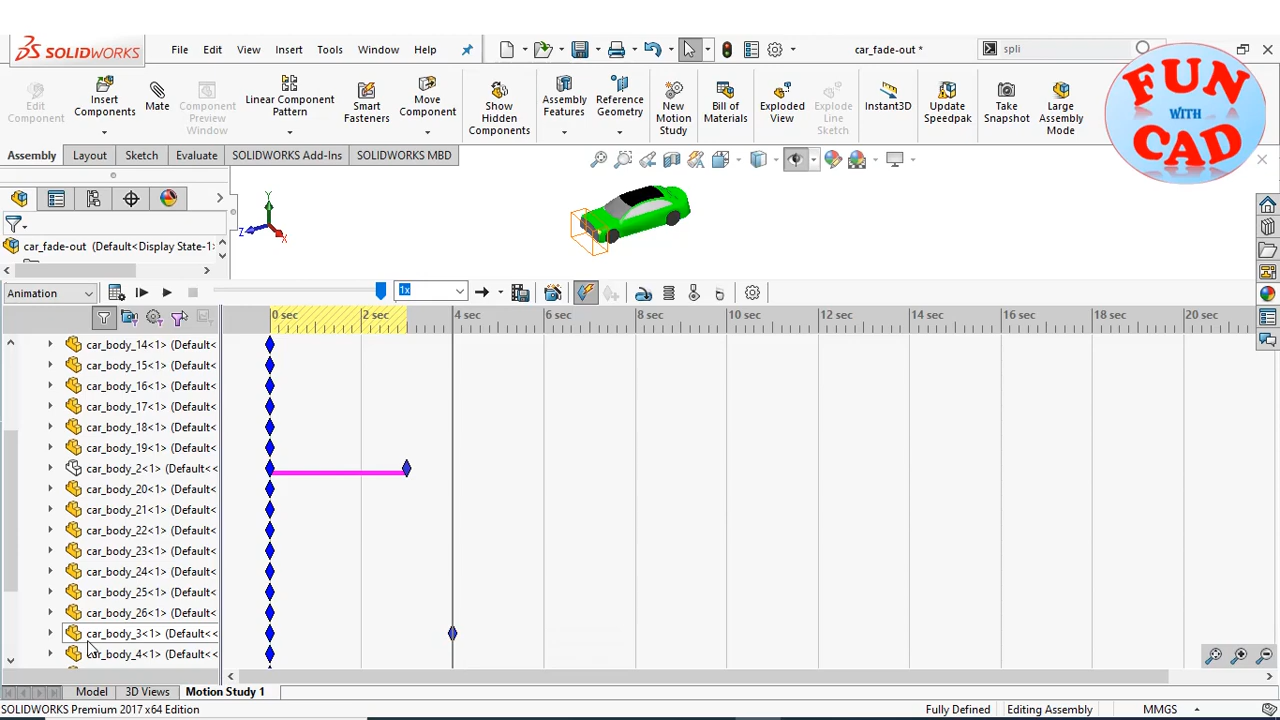 SOLIDWORKS
File Edit View Insert Tools Window Help
car_fade-out *
spli
Edit Component
Insert Components
Mate
Component Preview Window
Linear Component Pattern
Smart Fasteners
Move Component
Show Hidden Components
Assembly Features
Reference Geometry
New Motion Study
Bill of Materials
Exploded View
Explode Line Sketch
Instant3D
Update Speedpak
Take Snapshot
Large Assembly Mode
FUN
WITH
CAD
Assembly Layout Sketch Evaluate SOLIDWORKS Add-Ins SOLIDWORKS MBD
Y
Z
X
car_fade-out (Default<Display State-1>
Animation
1x
0 sec 2 sec 4 sec 6 sec 8 sec 10 sec 12 sec 14 sec 16 sec 18 sec 20 sec
car_body_14<1> (Default<
car_body_15<1> (Default<
car_body_16<1> (Default<
car_body_17<1> (Default<
car_body_18<1> (Default<
car_body_19<1> (Default<
car_body_2<1> (Default<<
car_body_20<1> (Default<
car_body_21<1> (Default<
car_body_22<1> (Default<
car_body_23<1> (Default<
car_body_24<1> (Default<
car_body_25<1> (Default<
car_body_26<1> (Default<
car_body_3<1> (Default<<
car_body_4<1> (Default<<
Model 3D Views Motion Study 1
SOLIDWORKS Premium 2017 x64 Edition
Fully Defined
Editing Assembly
MMGS